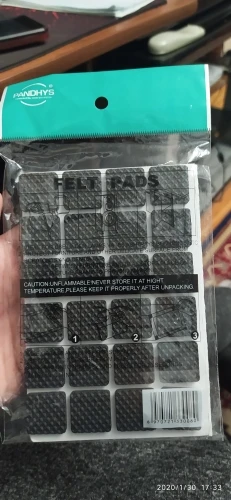 PANDHYS®
FELT PADS
CAUTION:UNFLAMMABLE!NEVER STORE IT AT HIGHT
TEMPERATURE,PLEASE KEEP IT PROPERLY AFTER UNPACKING.
1 2 3
2020/1/30 17:33